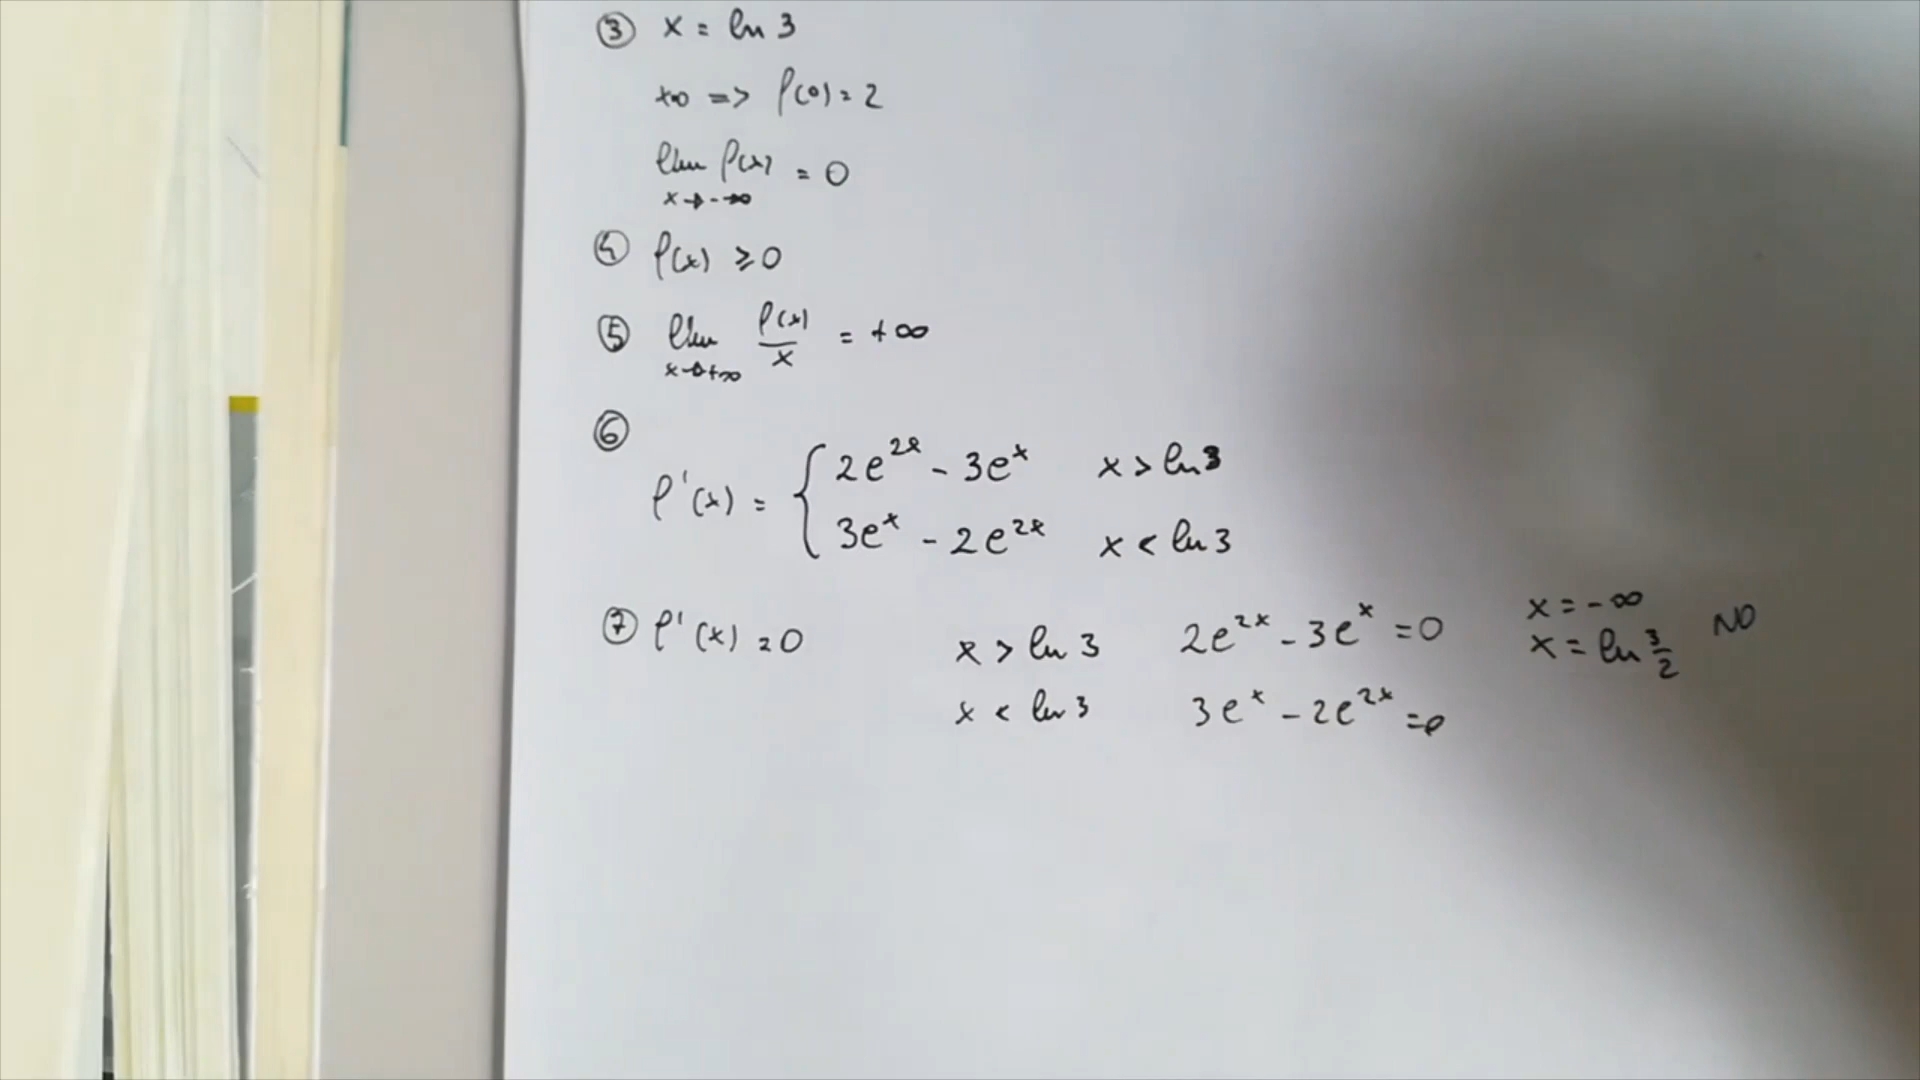 ③ x = ln 3
x=0 => f(0) = 2
lim f(x) = 0
x→-∞
④ f(x) ≥ 0
⑤ lim f(x)/x = +∞
x→+∞
⑥
f'(x) = { 2e^{2x} - 3e^x   x > ln 3
3e^x - 2e^{2x}   x < ln 3
⑦ f'(x) = 0   x > ln 3   2e^{2x} - 3e^x = 0   x = -∞   x = ln 3/2   NO
x < ln 3   3e^x - 2e^{2x} = 0